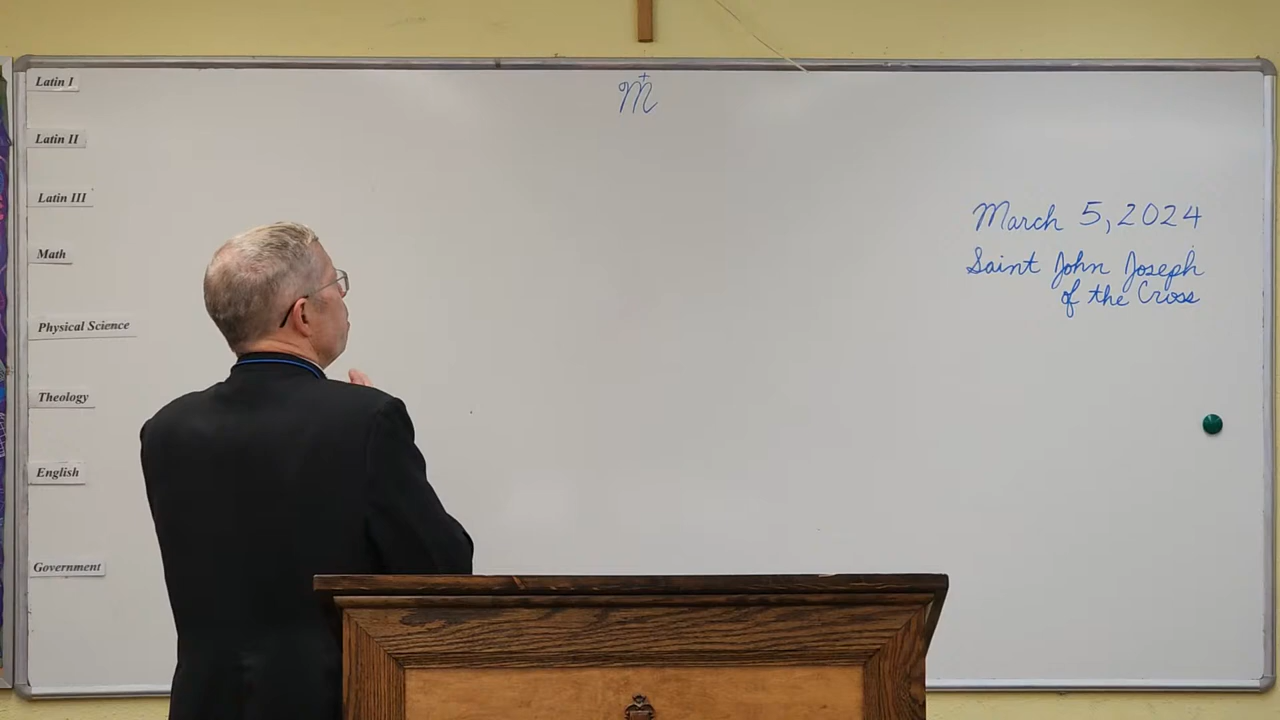 Latin I
Latin II
Latin III
Math
Physical Science
Theology
English
Government
M
March 5, 2024
Saint John Joseph
of the Cross